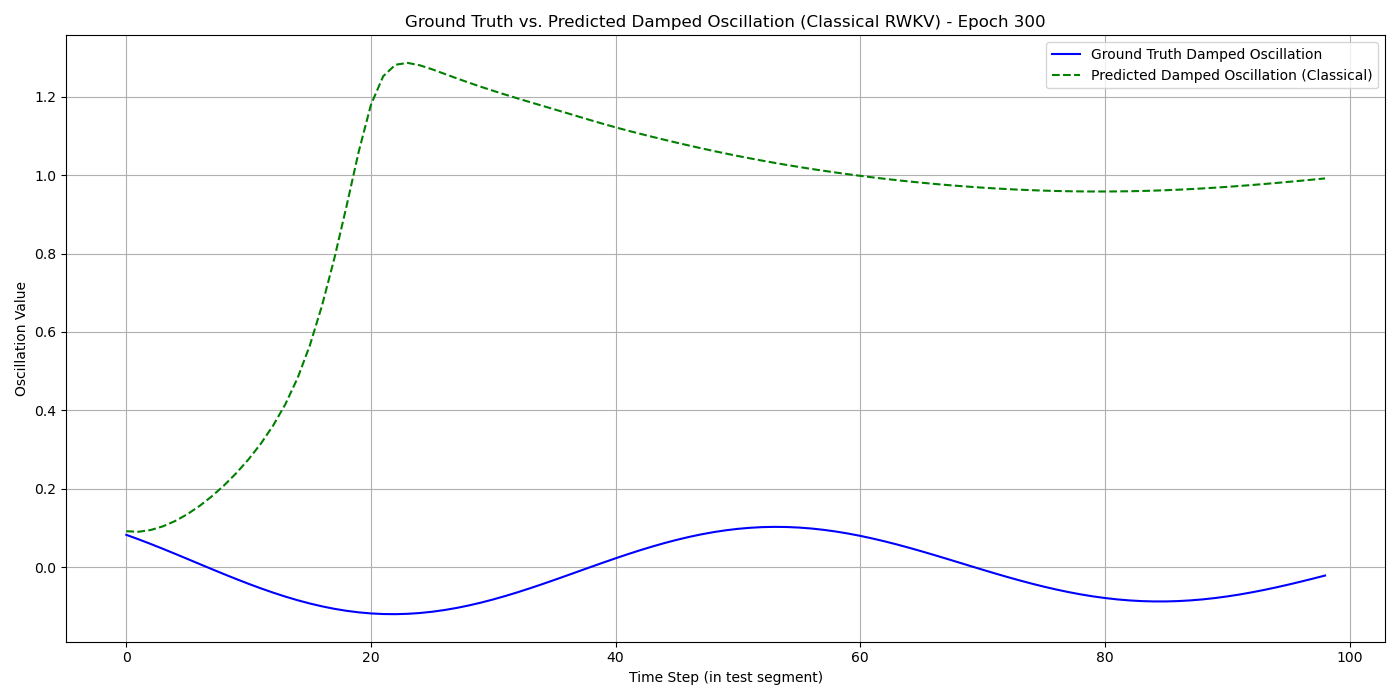 Ground Truth vs. Predicted Damped Oscillation (Classical RWKV) - Epoch 300
Ground Truth Damped Oscillation
Predicted Damped Oscillation (Classical)
Oscillation Value
1.2
1.0
0.8
0.6
0.4
0.2
0.0
0 20 40 60 80 100
Time Step (in test segment)